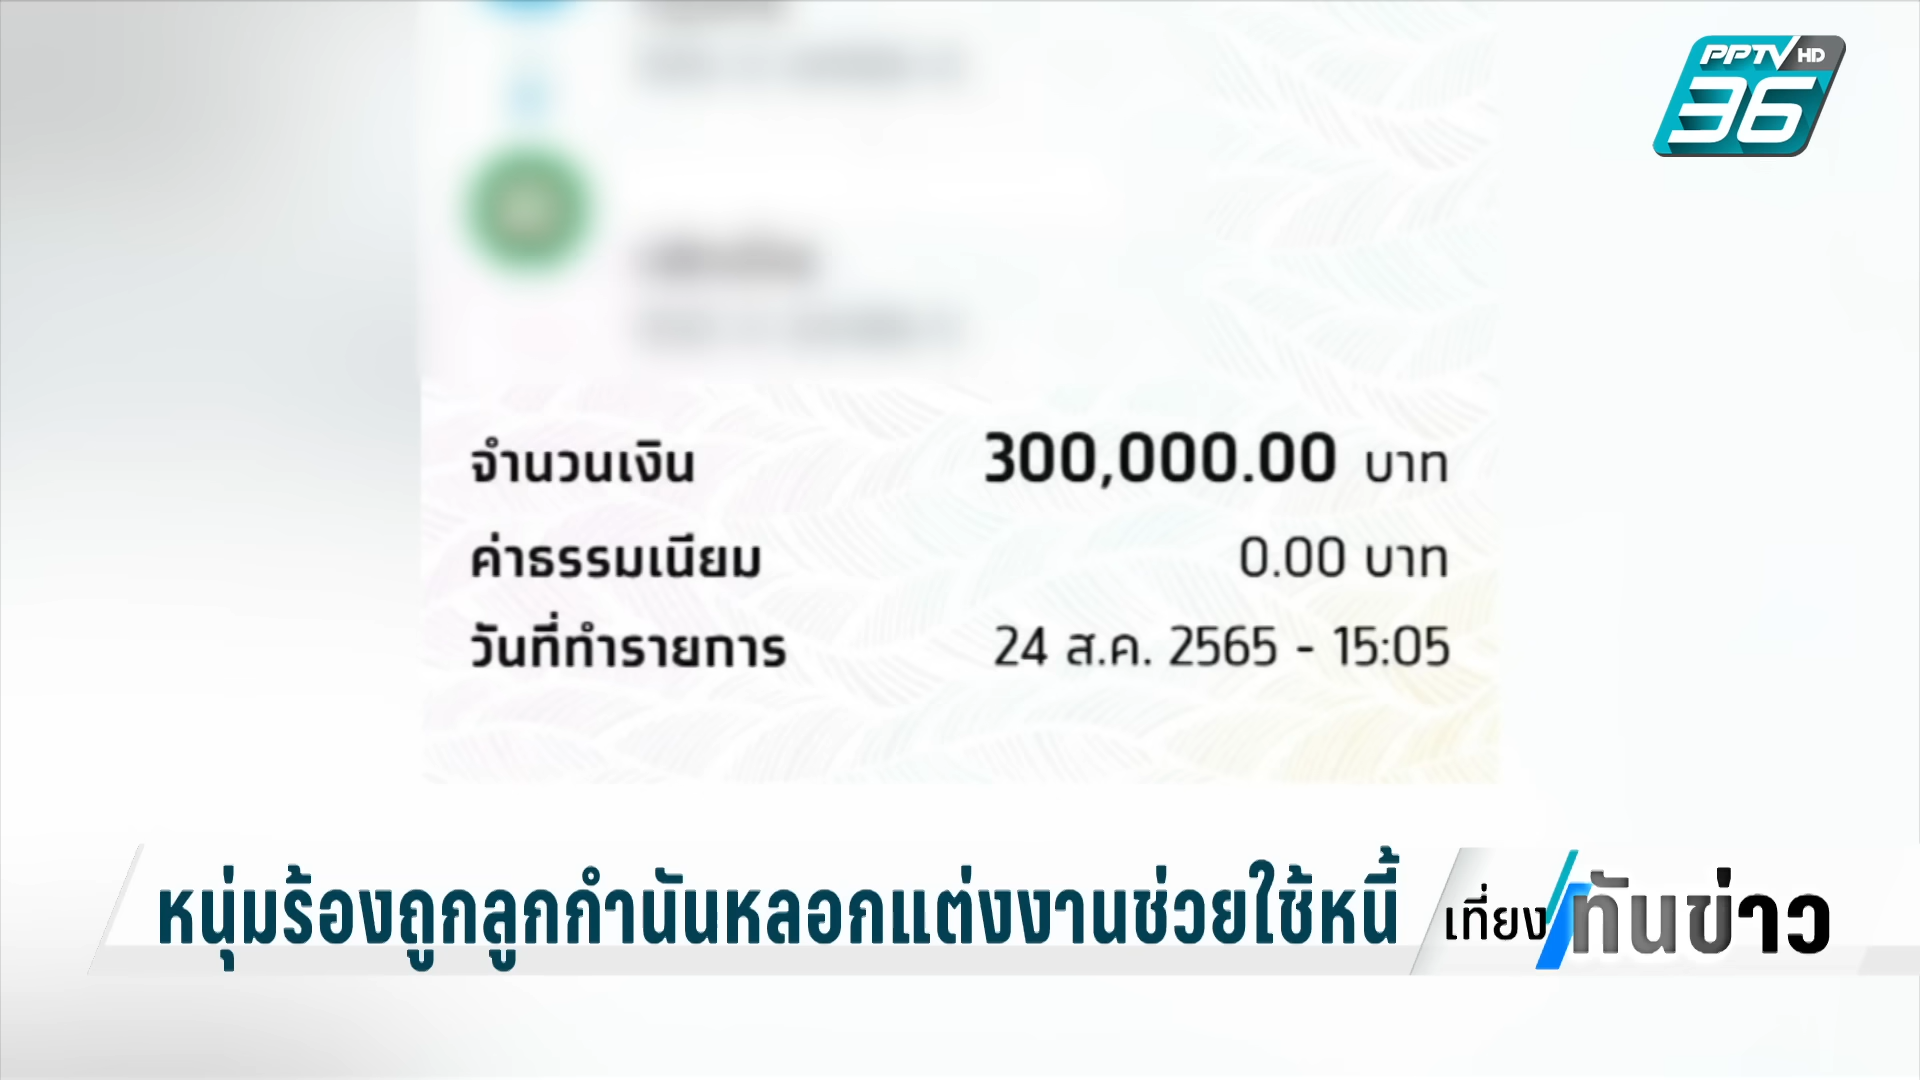 PPTV HD
36
จำนวนเงิน 300,000.00 บาท
ค่าธรรมเนียม 0.00 บาท
วันที่ทำรายการ 24 ส.ค. 2565 - 15:05
หนุ่มร้องถูกลูกกำนันหลอกแต่งงานช่วยใช้หนี้
เที่ยงทันข่าว